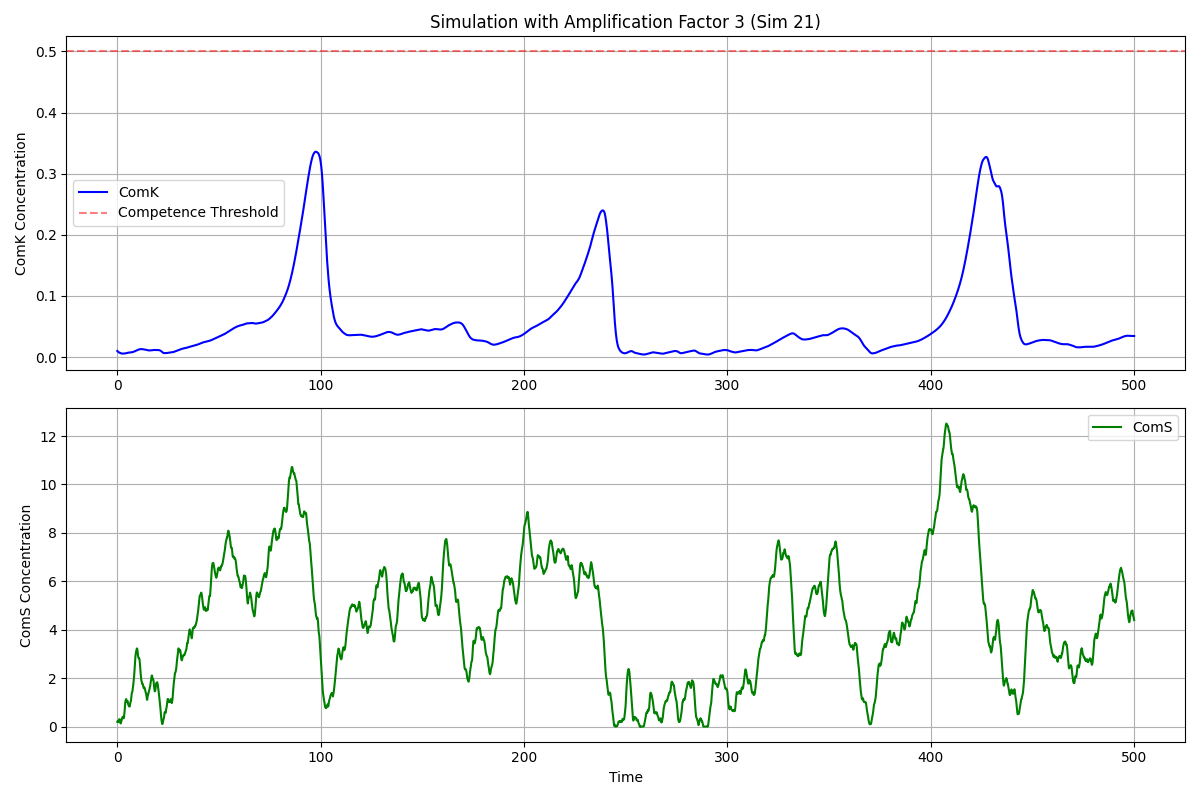 Simulation with Amplification Factor 3 (Sim 21)
0.5
0.4
0.3
0.2
0.1
0.0
ComK Concentration
ComK
Competence Threshold
0 100 200 300 400 500
12
10
8
6
4
2
0
ComS Concentration
ComS
0 100 200 300 400 500
Time